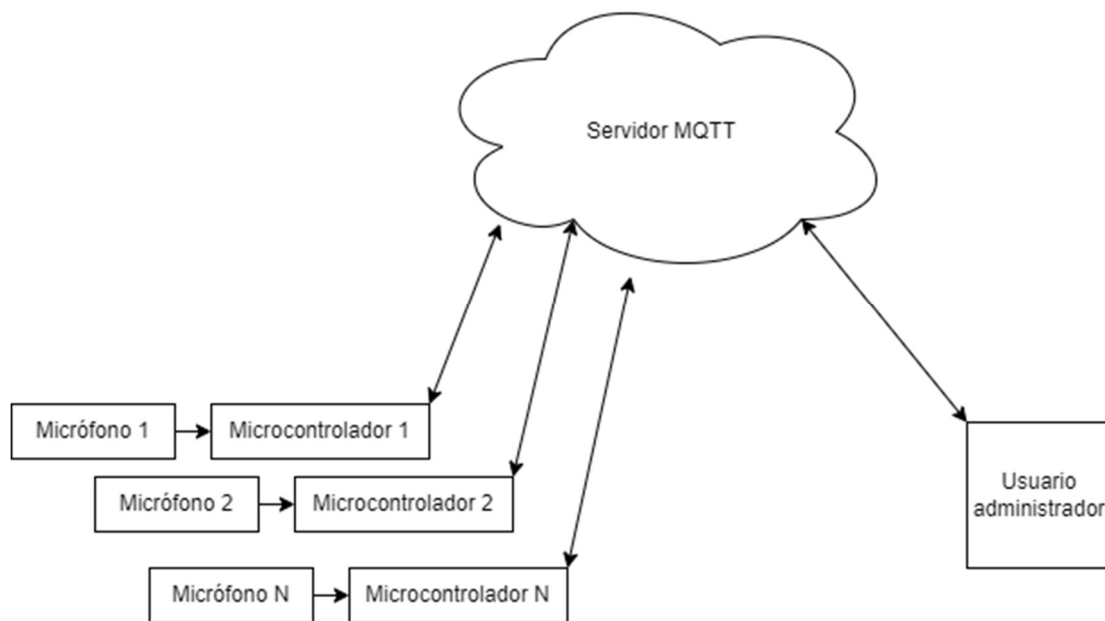 Servidor MQTT
Micrófono 1
Microcontrolador 1
Micrófono 2
Microcontrolador 2
Micrófono N
Microcontrolador N
Usuario
administrador